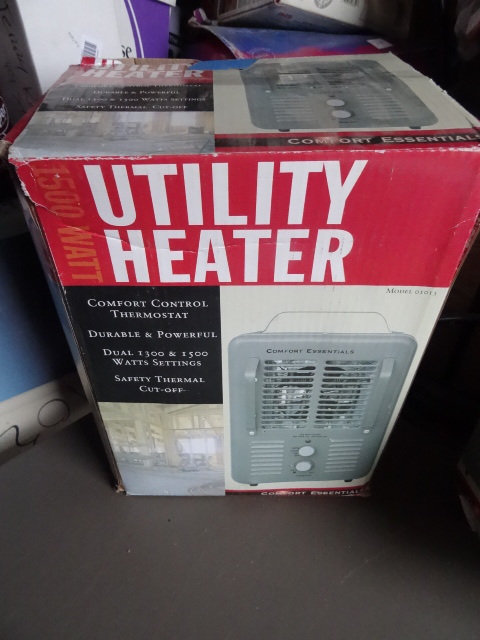 UTILITY
HEATER
DURABLE & POWERFUL
DUAL 1300 & 1500 WATTS SETTINGS
SAFETY THERMAL CUT-OFF
COMFORT ESSENTIALS
1500 WATT
UTILITY
HEATER
MODEL
COMFORT CONTROL
THERMOSTAT
DURABLE & POWERFUL
DUAL 1300 & 1500
WATTS SETTINGS
SAFETY THERMAL
CUT-OFF
COMFORT ESSENTIALS
COMFORT ESSENTIALS